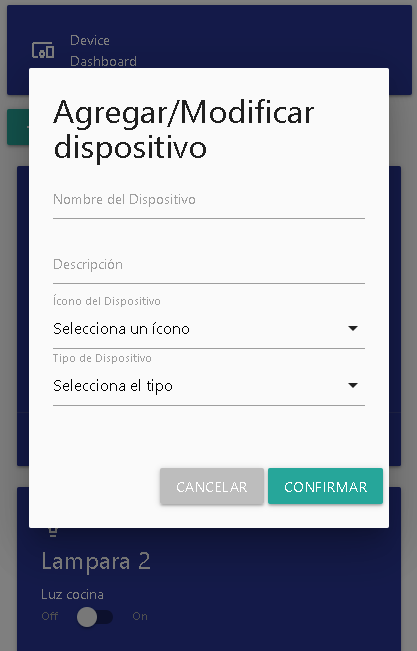 Device
Dashboard
Agregar/Modificar
dispositivo
Nombre del Dispositivo
Descripción
Ícono del Dispositivo
Selecciona un ícono
Tipo de Dispositivo
Selecciona el tipo
CANCELAR
CONFIRMAR
Lampara 2
Luz cocina
Off On